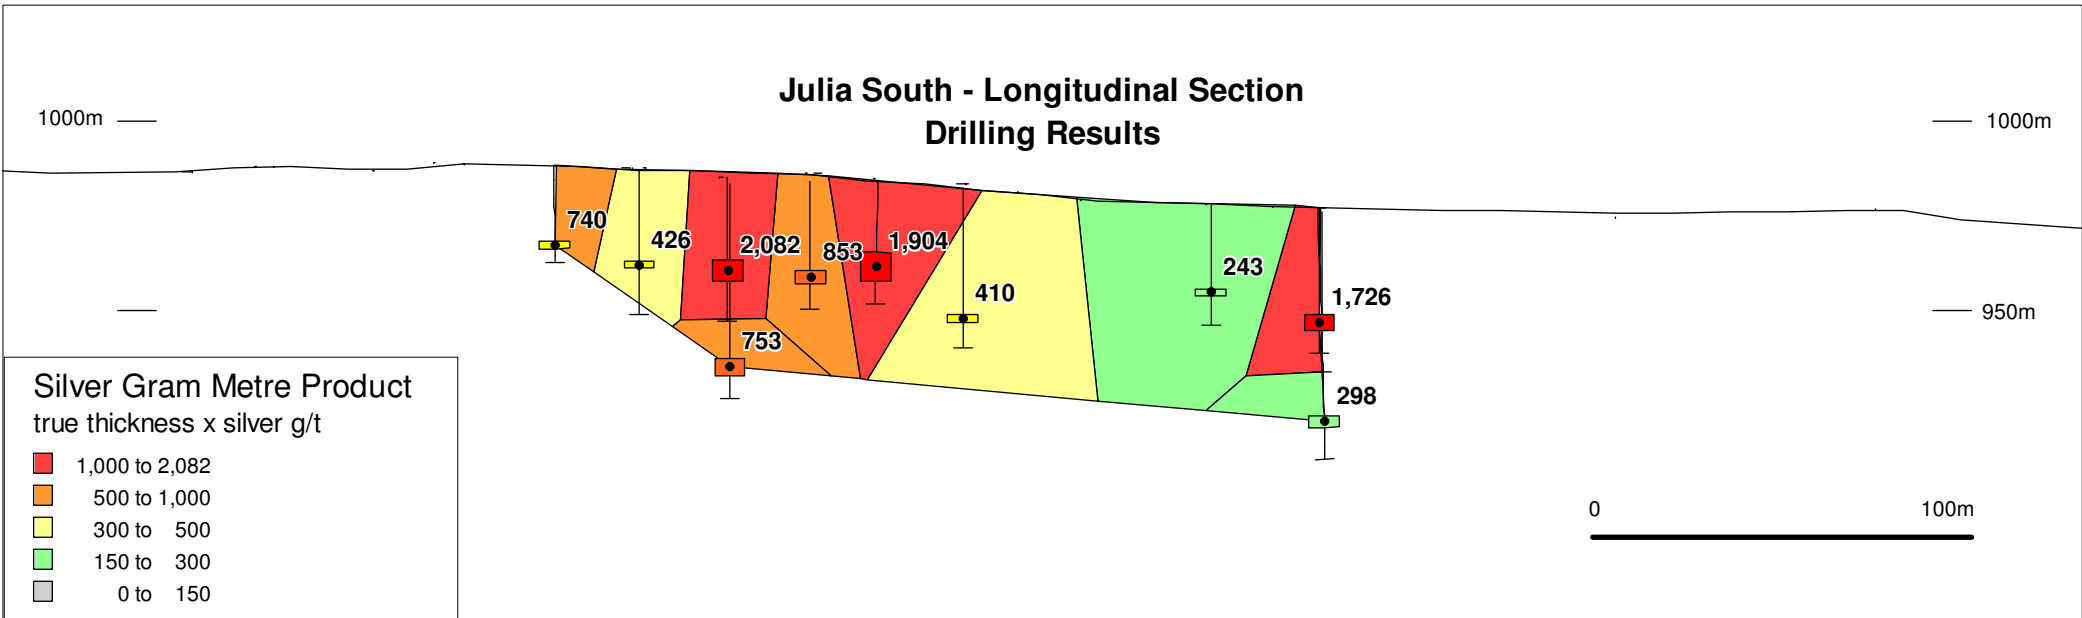 Julia South - Longitudinal Section
Drilling Results
1000m
1000m
740
426
2,082
853
1,904
410
243
1,726
950m
753
298
Silver Gram Metre Product
true thickness x silver g/t
1,000 to 2,082
500 to 1,000
300 to 500
150 to 300
0 to 150
0 100m